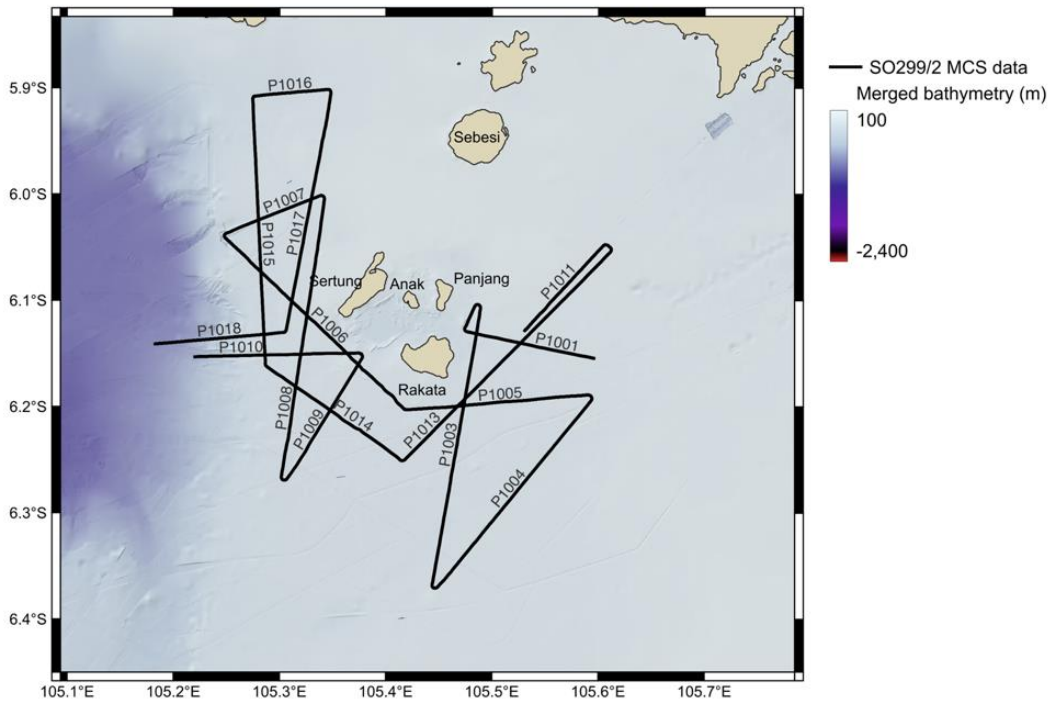 5.9°S
6.0°S
6.1°S
6.2°S
6.3°S
6.4°S
105.1°E
105.2°E
105.3°E
105.4°E
105.5°E
105.6°E
105.7°E
P1016
P1007
P1017
P1015
P1018
P1010
P1006
P1008
P1009
P1014
P1013
P1003
P1005
P1004
P1001
P1011
Sebesi
Sertung
Anak
Panjang
Rakata
SO299/2 MCS data
Merged bathymetry (m)
100
-2,400